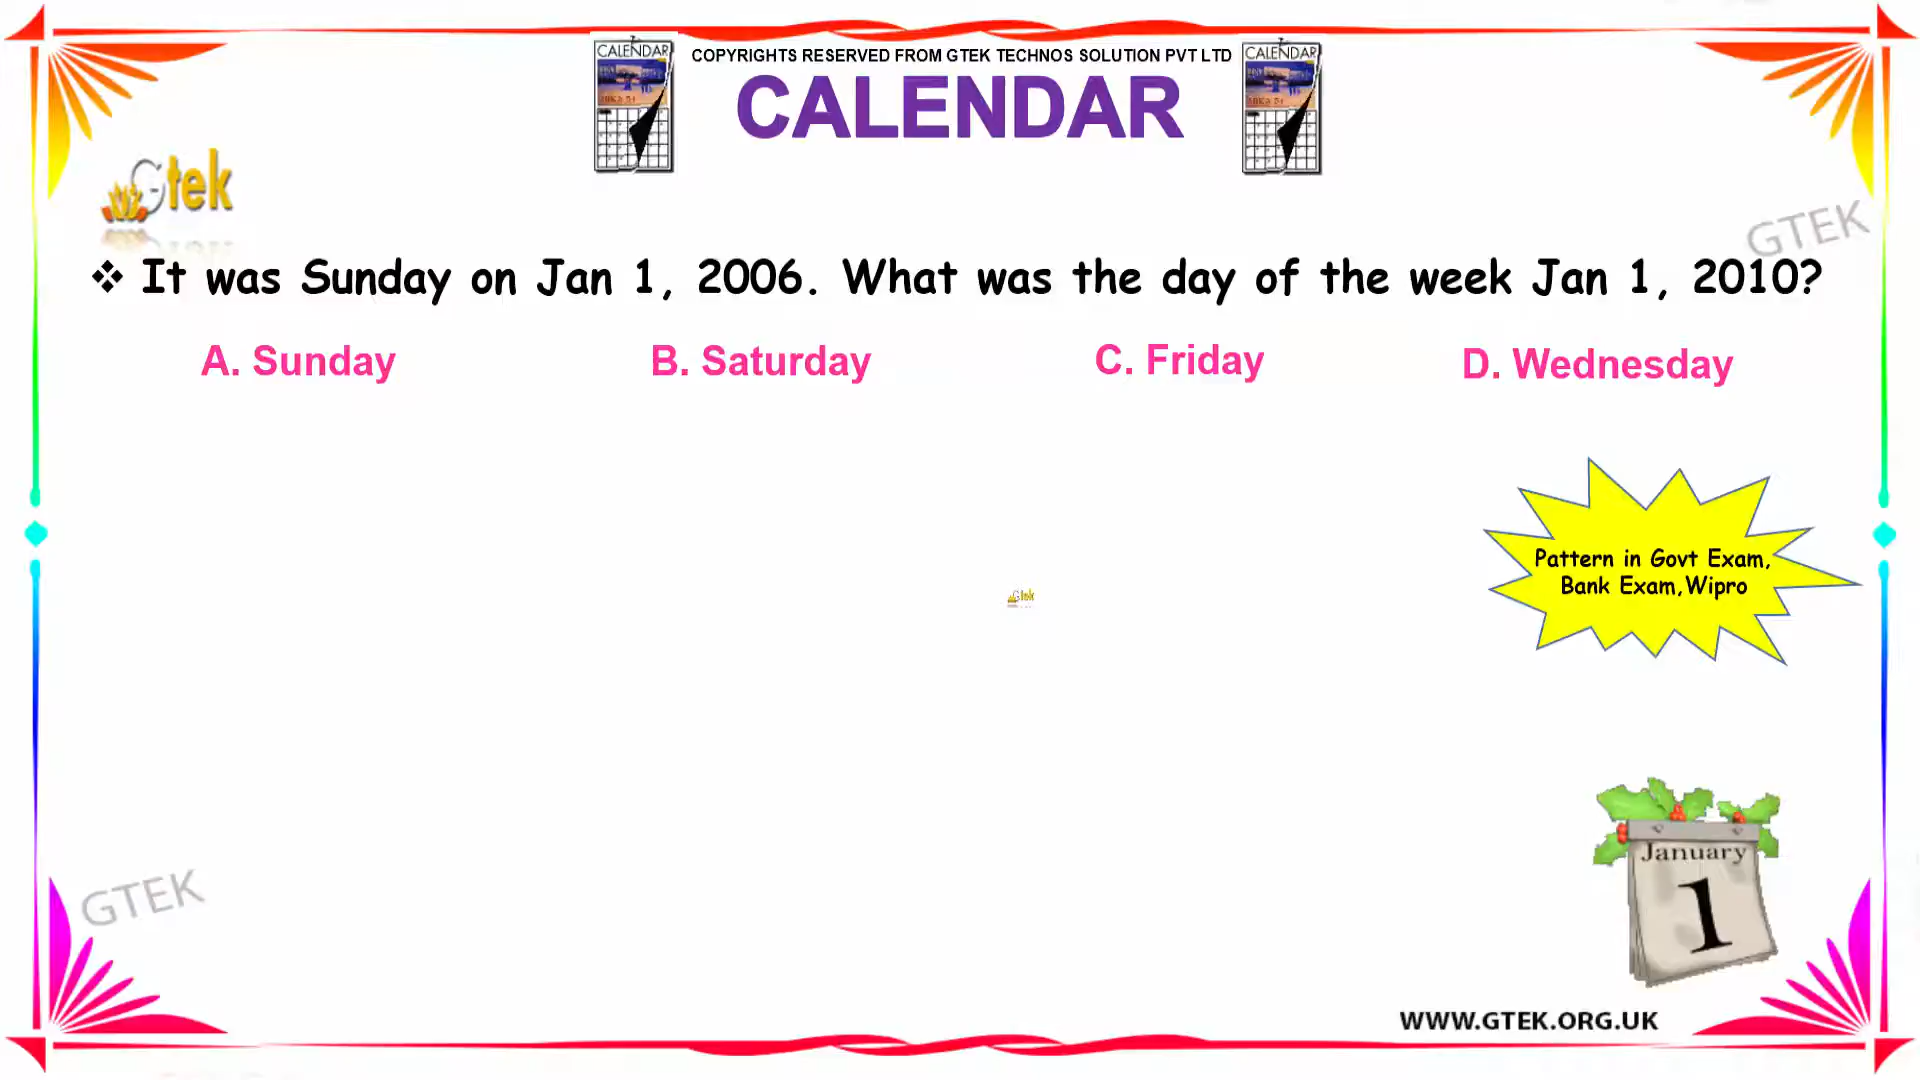 COPYRIGHTS RESERVED FROM GTEK TECHNOS SOLUTION PVT LTD
CALENDAR
CALENDAR
CALENDAR
Gtek
GTEK
❖ It was Sunday on Jan 1, 2006. What was the day of the week Jan 1, 2010?
A. Sunday
B. Saturday
C. Friday
D. Wednesday
Pattern in Govt Exam,
Bank Exam,Wipro
Gtek
January
1
GTEK
WWW.GTEK.ORG.UK